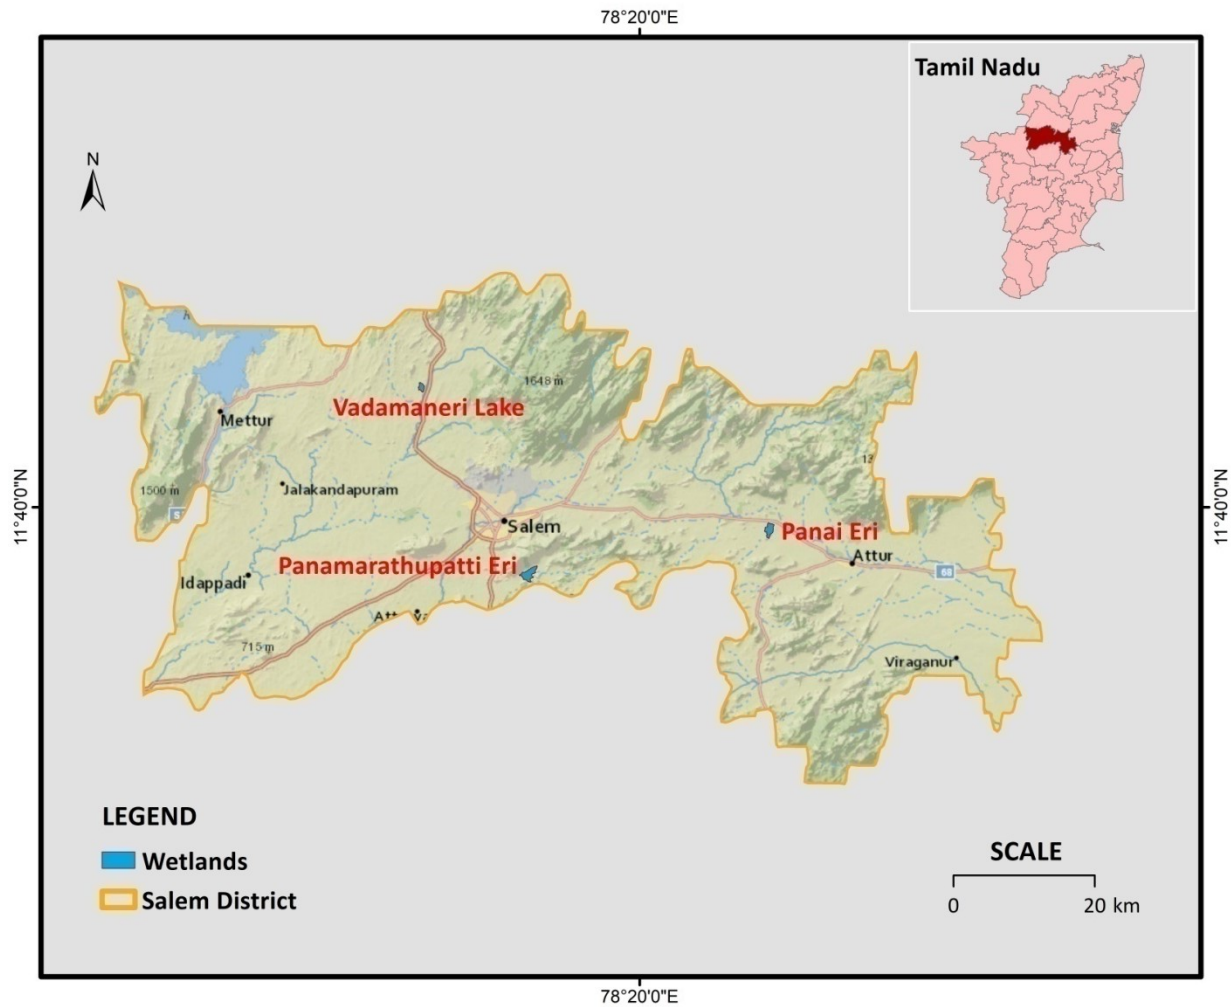 78°20'0"E
Tamil Nadu
N
1648 m
Vadamaneri Lake
Mettur
Jalakandapuram
1500 m
11°40'0"N
11°40'0"N
Salem
Panai Eri
Attur
Panamarathupatti Eri
Idappadi
68
715 m
Viraganur
LEGEND
Wetlands
Salem District
SCALE
0 20 km
78°20'0"E